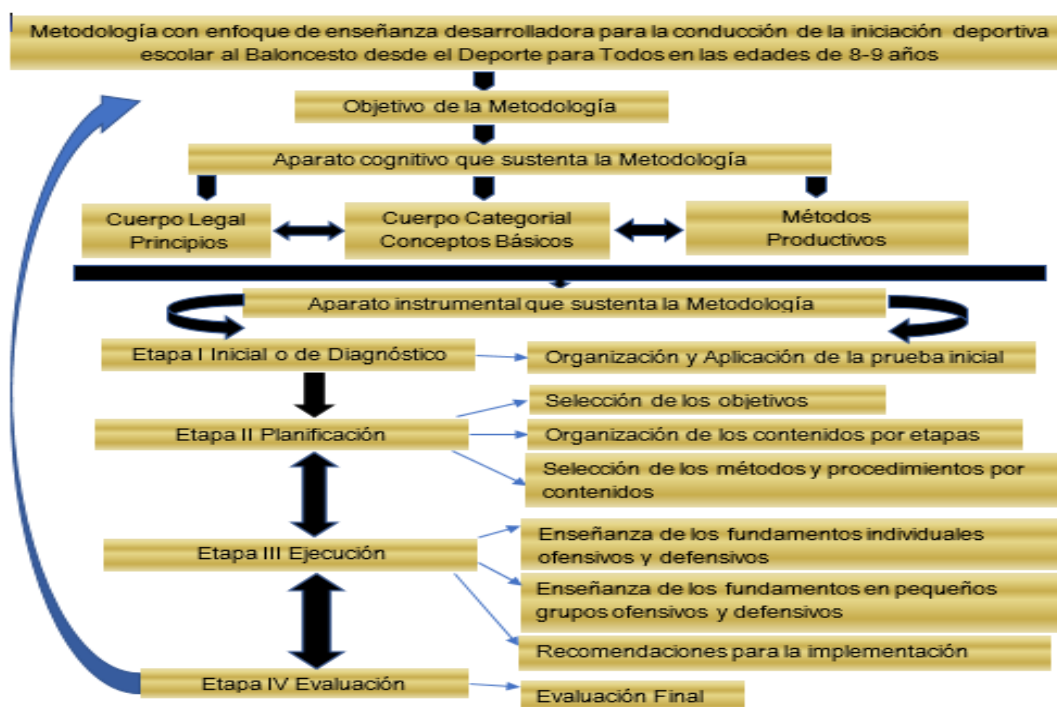 Metodología con enfoque de enseñanza desarrolladora para la conducción de la iniciación deportiva
escolar al Baloncesto desde el Deporte para Todos en las edades de 8-9 años
Objetivo de la Metodología
Aparato cognitivo que sustenta la Metodología
Cuerpo Legal
Principios
Cuerpo Categorial
Conceptos Básicos
Métodos
Productivos
Aparato instrumental que sustenta la Metodología
Etapa I Inicial o de Diagnóstico
Organización y Aplicación de la prueba inicial
Selección de los objetivos
Etapa II Planificación
Organización de los contenidos por etapas
Selección de los métodos y procedimientos por
contenidos
Enseñanza de los fundamentos individuales
ofensivos y defensivos
Etapa III Ejecución
Enseñanza de los fundamentos en pequeños
grupos ofensivos y defensivos
Recomendaciones para la implementación
Etapa IV Evaluación
Evaluación Final